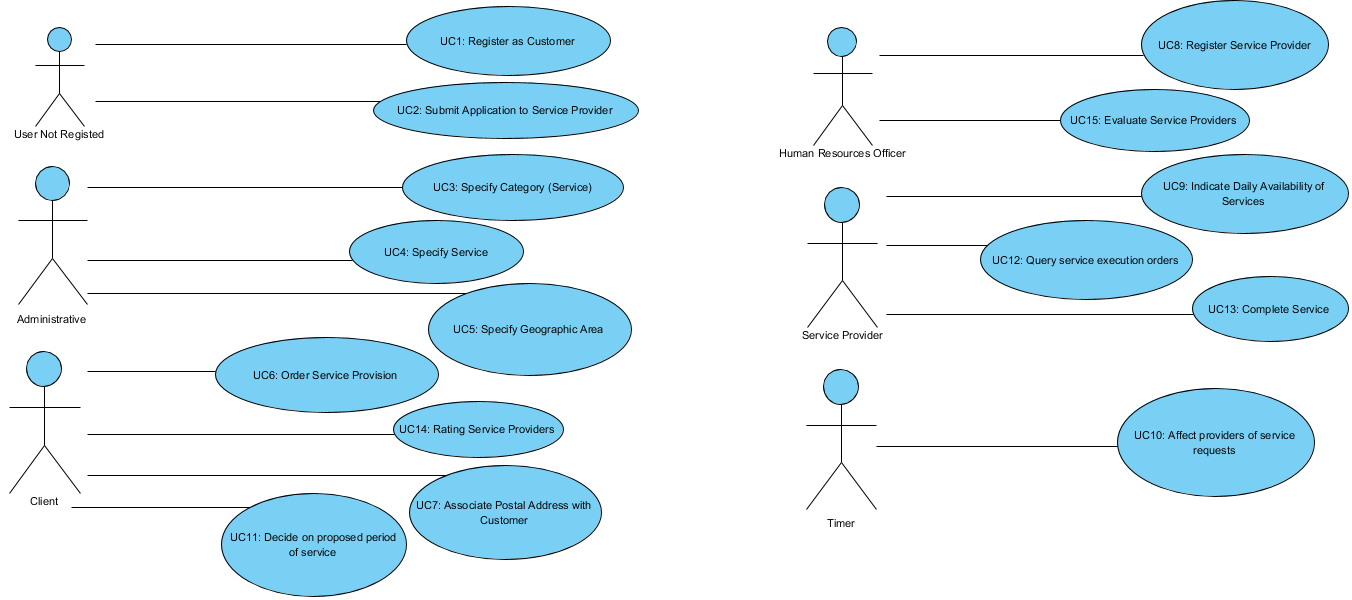 UC1: Register as Customer
UC2: Submit Application to Service Provider
User Not Registed
UC3: Specify Category (Service)
UC4: Specify Service
UC5: Specify Geographic Area
Administrative
UC6: Order Service Provision
UC14: Rating Service Providers
UC7: Associate Postal Address with
Customer
UC11: Decide on proposed period
of service
Client
UC8: Register Service Provider
UC15: Evaluate Service Providers
Human Resources Officer
UC9: Indicate Daily Availability of
Services
UC12: Query service execution orders
UC13: Complete Service
Service Provider
UC10: Affect providers of service
requests
Timer